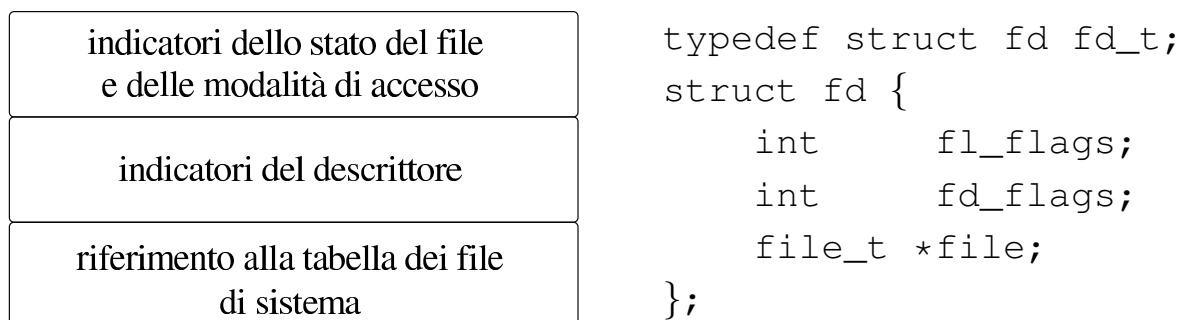 indicatori dello stato del file
e delle modalità di accesso
indicatori del descrittore
riferimento alla tabella dei file
di sistema
typedef struct fd fd_t;
struct fd {
    int     fl_flags;
    int     fd_flags;
    file_t *file;
};